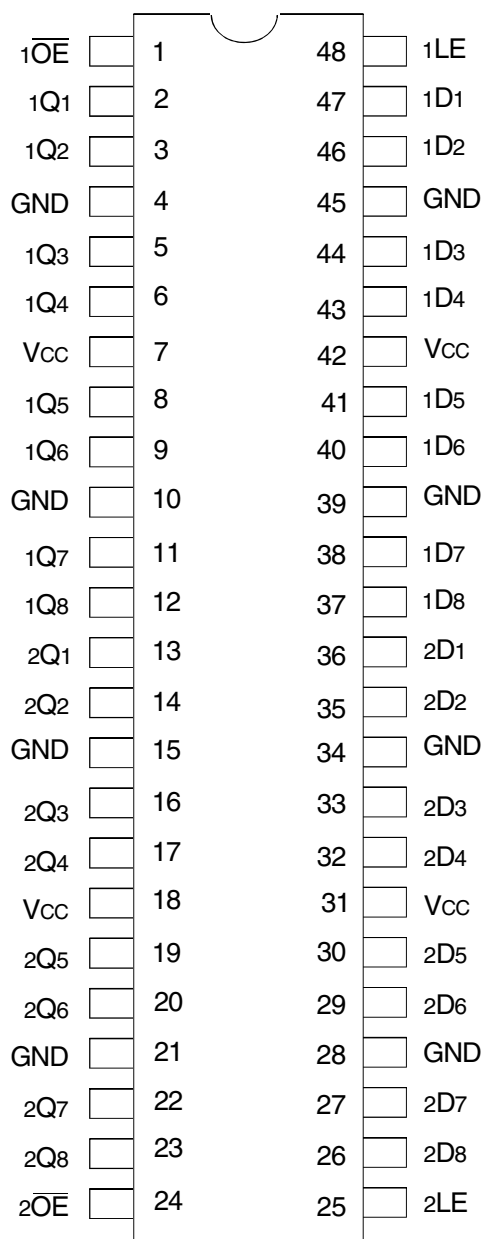 1O̅E̅ 1 48 1LE
1Q1 2 47 1D1
1Q2 3 46 1D2
GND 4 45 GND
1Q3 5 44 1D3
1Q4 6 43 1D4
VCC 7 42 VCC
1Q5 8 41 1D5
1Q6 9 40 1D6
GND 10 39 GND
1Q7 11 38 1D7
1Q8 12 37 1D8
2Q1 13 36 2D1
2Q2 14 35 2D2
GND 15 34 GND
2Q3 16 33 2D3
2Q4 17 32 2D4
VCC 18 31 VCC
2Q5 19 30 2D5
2Q6 20 29 2D6
GND 21 28 GND
2Q7 22 27 2D7
2Q8 23 26 2D8
2O̅E̅ 24 25 2LE